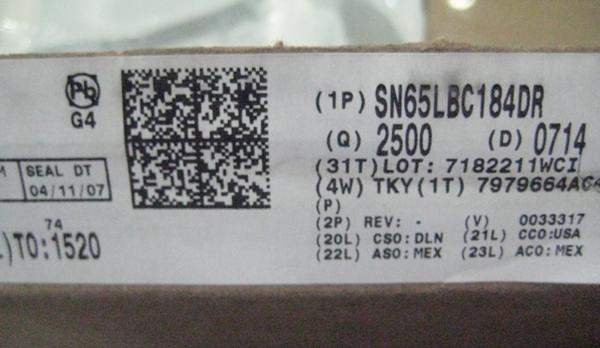 Pb
G4
M SEAL DT
04/11/07
74
)TO:1520
(1P) SN65LBC184DR
(Q) 2500 (D) 0714
(31T)LOT: 7182211WCI
(4W) TKY(1T) 7979664AC4
(P)
(2P) REV: - (V) 0033317
(20L) CSO:DLN (21L) CCO:USA
(22L) ASO:MEX (23L) ACO:MEX